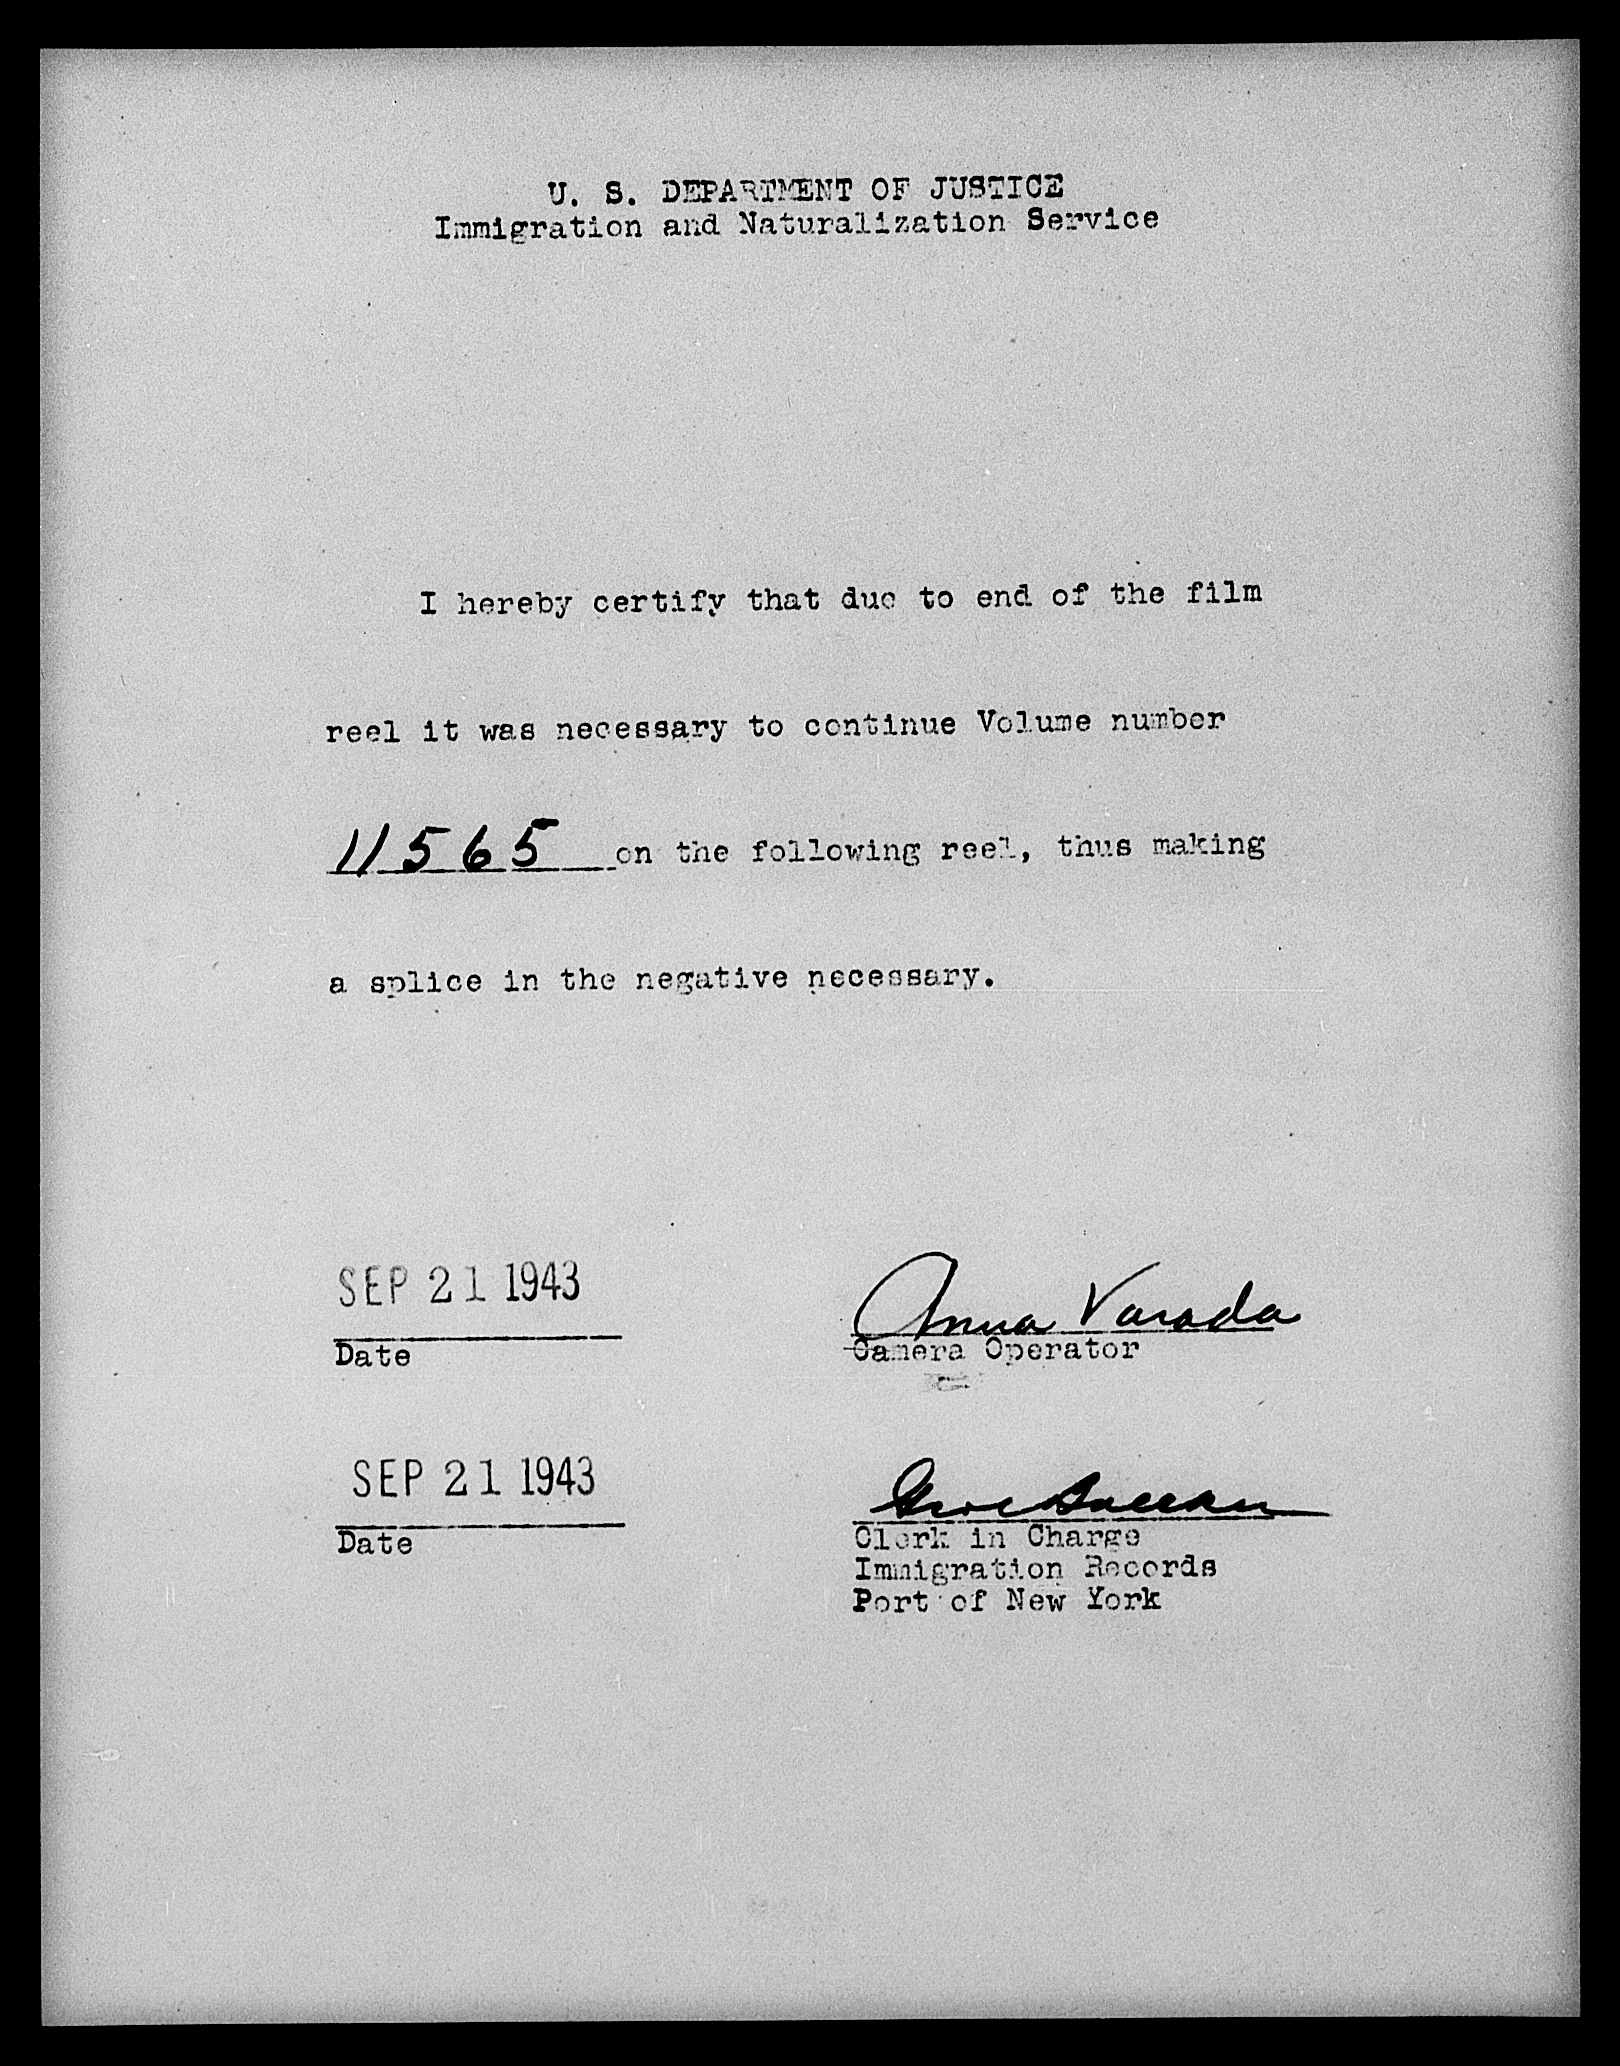 U. S. DEPARTMENT OF JUSTICE
Immigration and Naturalization Service
I hereby certify that due to end of the film
reel it was necessary to continue Volume number
11565 on the following reel, thus making
a splice in the negative necessary.
SEP 21 1943
Anna Varada
Date
Camera Operator
SEP 21 1943
Date
Clerk in Charge
Immigration Records
Port of New York